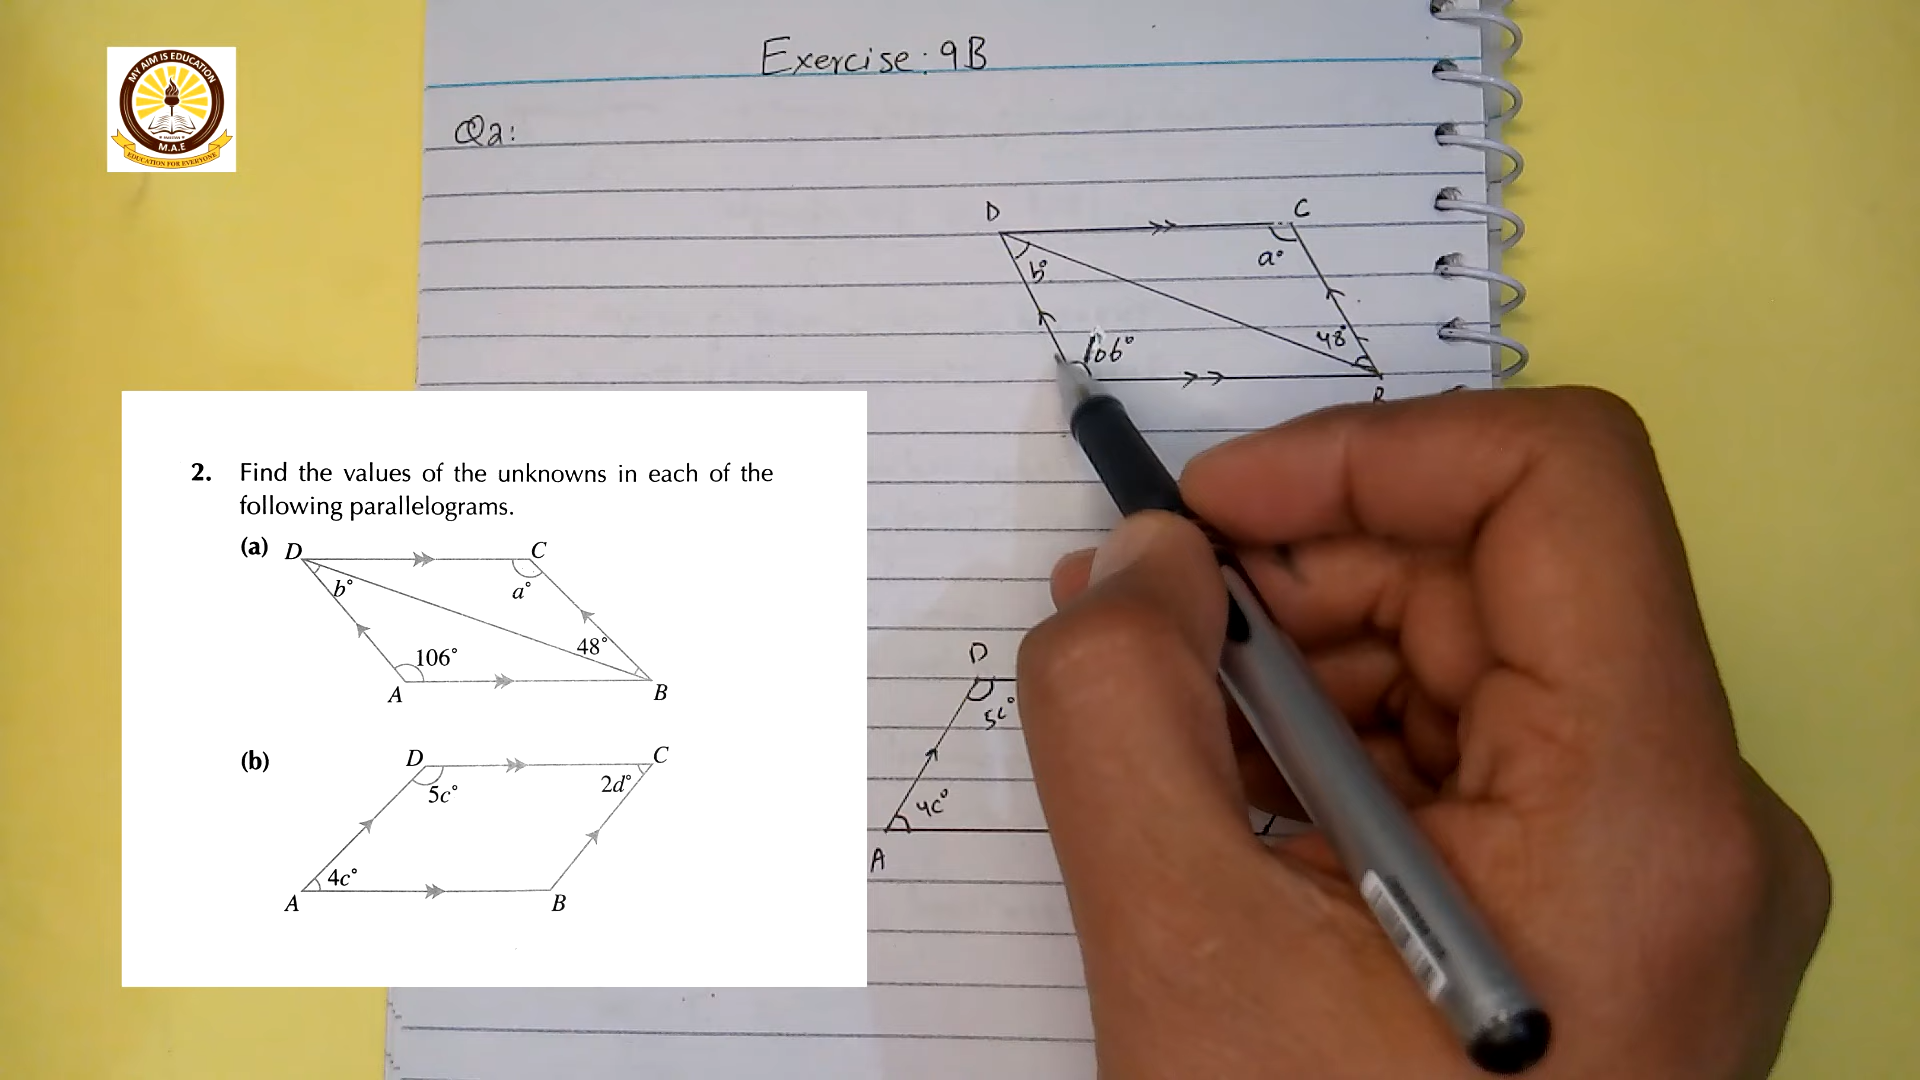 MY AIM IS EDUCATION
M.A.E
EDUCATION FOR EVERYONE
Exercise: 9B
Q2:
D C
b° a°
106° 48°
B
2. Find the values of the unknowns in each of the
following parallelograms.
(a) D C
b° a°
106° 48°
A B
(b) D C
5c° 2d°
4c°
A B
D
5c°
4c°
A